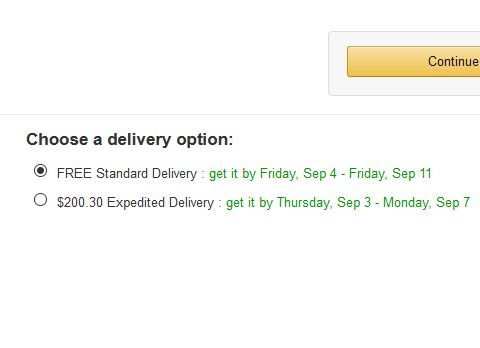 Continue
Choose a delivery option:
FREE Standard Delivery : get it by Friday, Sep 4 - Friday, Sep 11
$200.30 Expedited Delivery : get it by Thursday, Sep 3 - Monday, Sep 7